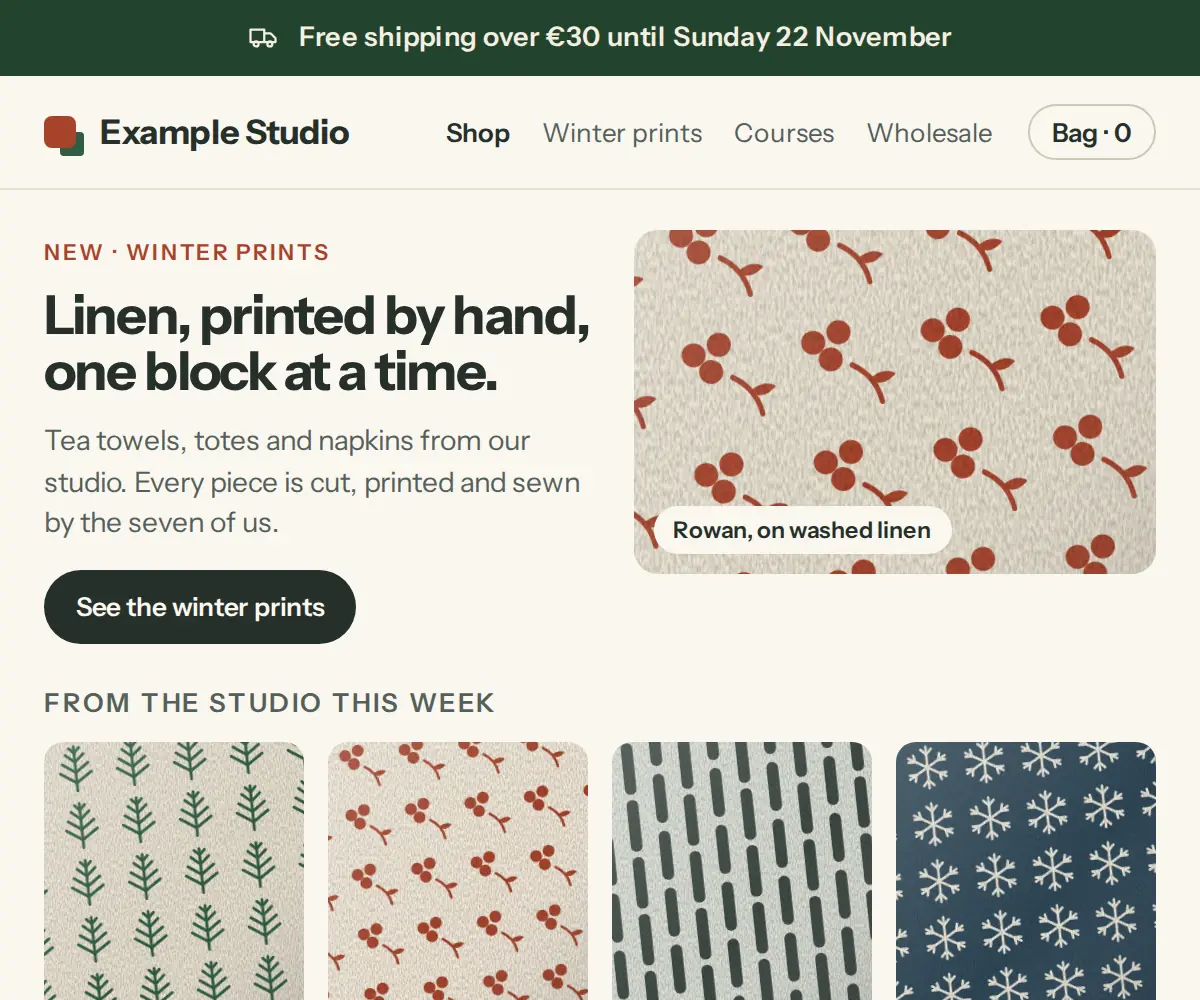 Free shipping over €30 until Sunday 22 November
Example Studio
Shop
Winter prints
Courses
Wholesale
Bag · 0
NEW · WINTER PRINTS
Linen, printed by hand,
one block at a time.
Tea towels, totes and napkins from our
studio. Every piece is cut, printed and sewn
by the seven of us.
Rowan, on washed linen
See the winter prints
FROM THE STUDIO THIS WEEK